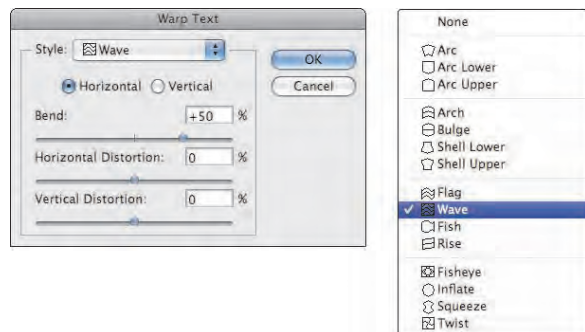 Warp Text
Style: Wave
OK
Horizontal Vertical
Cancel
Bend: +50 %
Horizontal Distortion: 0 %
Vertical Distortion: 0 %
None
Arc
Arc Lower
Arc Upper
Arch
Bulge
Shell Lower
Shell Upper
Flag
Wave
Fish
Rise
Fisheye
Inflate
Squeeze
Twist